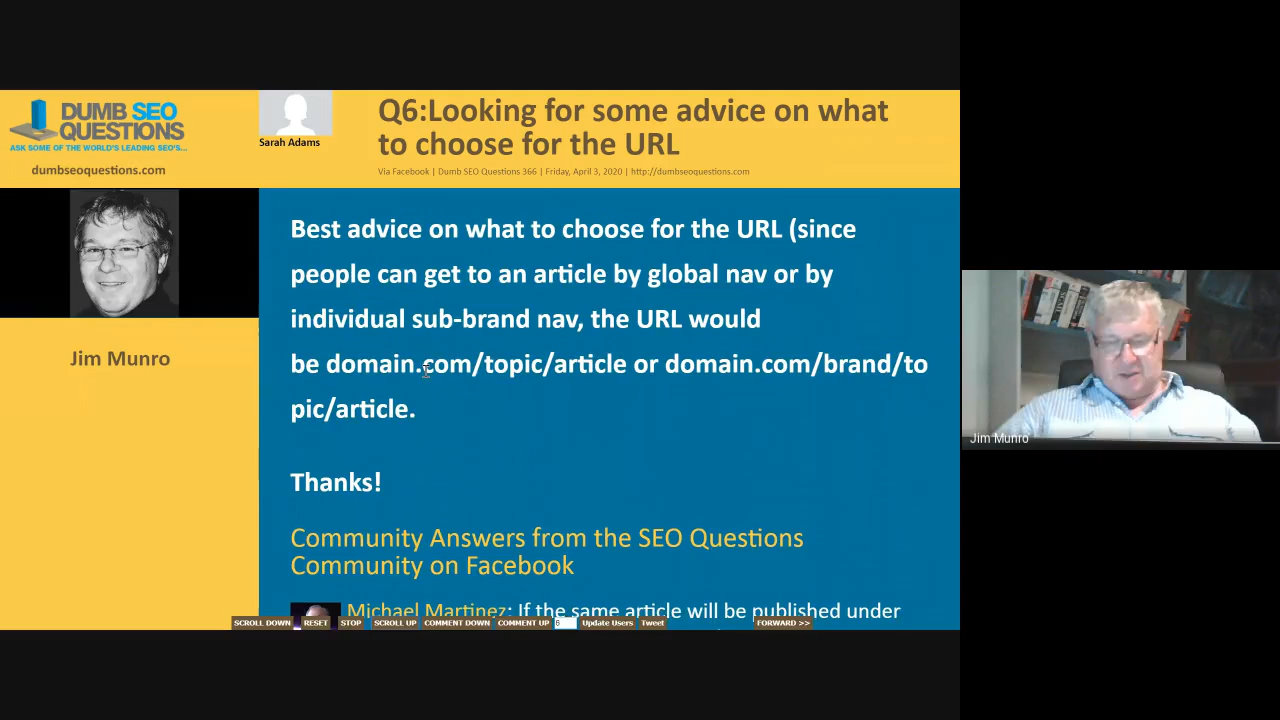 DUMB SEO
QUESTIONS
ASK SOME OF THE WORLD'S LEADING SEO'S...
dumbseoquestions.com
Sarah Adams
Q6:Looking for some advice on what
to choose for the URL
Via Facebook | Dumb SEO Questions 366 | Friday, April 3, 2020 | http://dumbseoquestions.com
Jim Munro
Best advice on what to choose for the URL (since
people can get to an article by global nav or by
individual sub-brand nav, the URL would
be domain.com/topic/article or domain.com/brand/to
pic/article.
Thanks!
Community Answers from the SEO Questions
Community on Facebook
Michael Martinez: If the same article will be published under
SCROLL DOWN RESET STOP SCROLL UP COMMENT DOWN COMMENT UP 6 Update Users Tweet FORWARD >>
Jim Munro